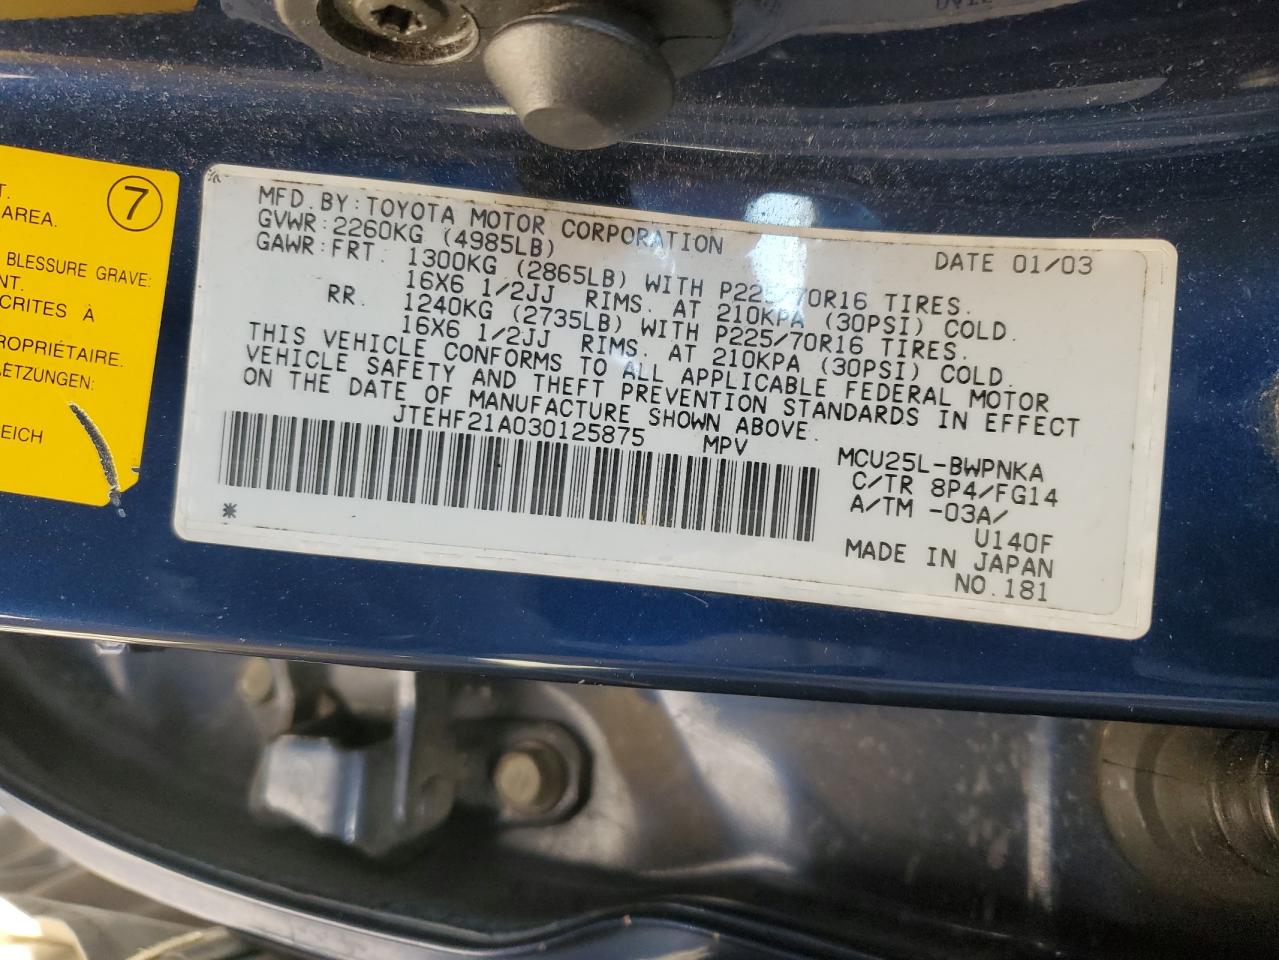 7
T.
AREA.
BLESSURE GRAVE:
NT.
CRITES À
ROPRIÉTAIRE.
LETZUNGEN:
REICH
MFD. BY: TOYOTA MOTOR CORPORATION DATE 01/03
GVWR: 2260KG (4985LB)
GAWR: FRT. 1300KG (2865LB) WITH P225/70R16 TIRES.
16X6 1/2JJ RIMS. AT 210KPA (30PSI) COLD.
RR. 1240KG (2735LB) WITH P225/70R16 TIRES.
16X6 1/2JJ RIMS. AT 210KPA (30PSI) COLD.
THIS VEHICLE CONFORMS TO ALL APPLICABLE FEDERAL MOTOR
VEHICLE SAFETY AND THEFT PREVENTION STANDARDS IN EFFECT
ON THE DATE OF MANUFACTURE SHOWN ABOVE.
JTEHF21A030125875 MPV
MCU25L-BWPNKA
C/TR 8P4/FG14
A/TM -03A/
U140F
MADE IN JAPAN
NO.181
*